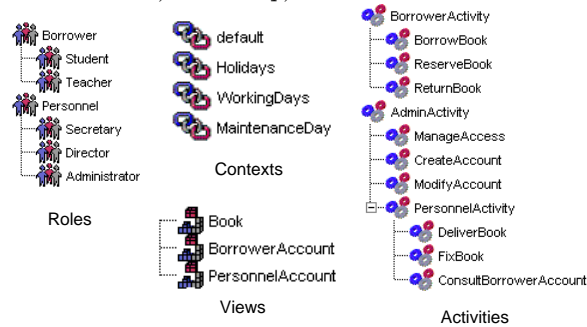 Borrower
Student
Teacher
Personnel
Secretary
Director
Administrator
Roles
default
Holidays
WorkingDays
MaintenanceDay
Contexts
Book
BorrowerAccount
PersonnelAccount
Views
BorrowerActivity
BorrowBook
ReserveBook
ReturnBook
AdminActivity
ManageAccess
CreateAccount
ModifyAccount
PersonnelActivity
DeliverBook
FixBook
ConsultBorrowerAccount
Activities